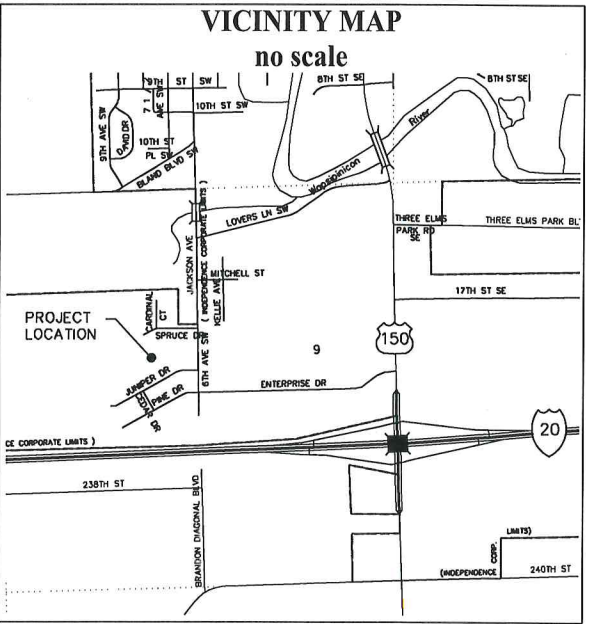 VICINITY MAP
no scale
9TH ST SW
8TH ST SE
8TH ST SE
AVE SW
10TH ST SW
9TH AVE SW
DAVID DR
10TH ST
PL SW
BLAND BLVD SW
Wapsipinicon
River
LOVERS LN SW
THREE ELMS
PARK RD
SE
THREE ELMS PARK BL
JACKSON AVE
( INDEPENDENCE CORPORATE LIMITS )
MITCHELL ST
KELLIE AVE
17TH ST SE
CARDINAL
CT
PROJECT
LOCATION
SPRUCE DR
6TH AVE SW
9
150
JUNIPER DR
PINE DR
CEDAR DR
ENTERPRISE DR
CE CORPORATE LIMITS )
20
238TH ST
BRANDON DIAGONAL BLVD
LIMITS)
CORP.
(INDEPENDENCE
240TH ST